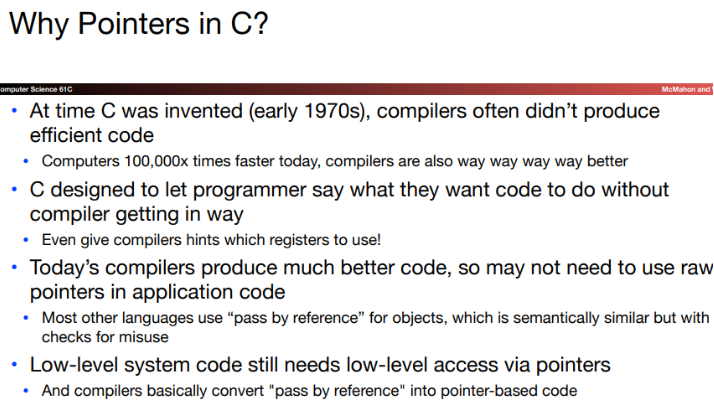 Why Pointers in C?
omputer Science 61C
McMahon and
• At time C was invented (early 1970s), compilers often didn’t produce
efficient code
• Computers 100,000x times faster today, compilers are also way way way way better
• C designed to let programmer say what they want code to do without
compiler getting in way
• Even give compilers hints which registers to use!
• Today’s compilers produce much better code, so may not need to use raw
pointers in application code
• Most other languages use “pass by reference” for objects, which is semantically similar but with
checks for misuse
• Low-level system code still needs low-level access via pointers
• And compilers basically convert "pass by reference" into pointer-based code